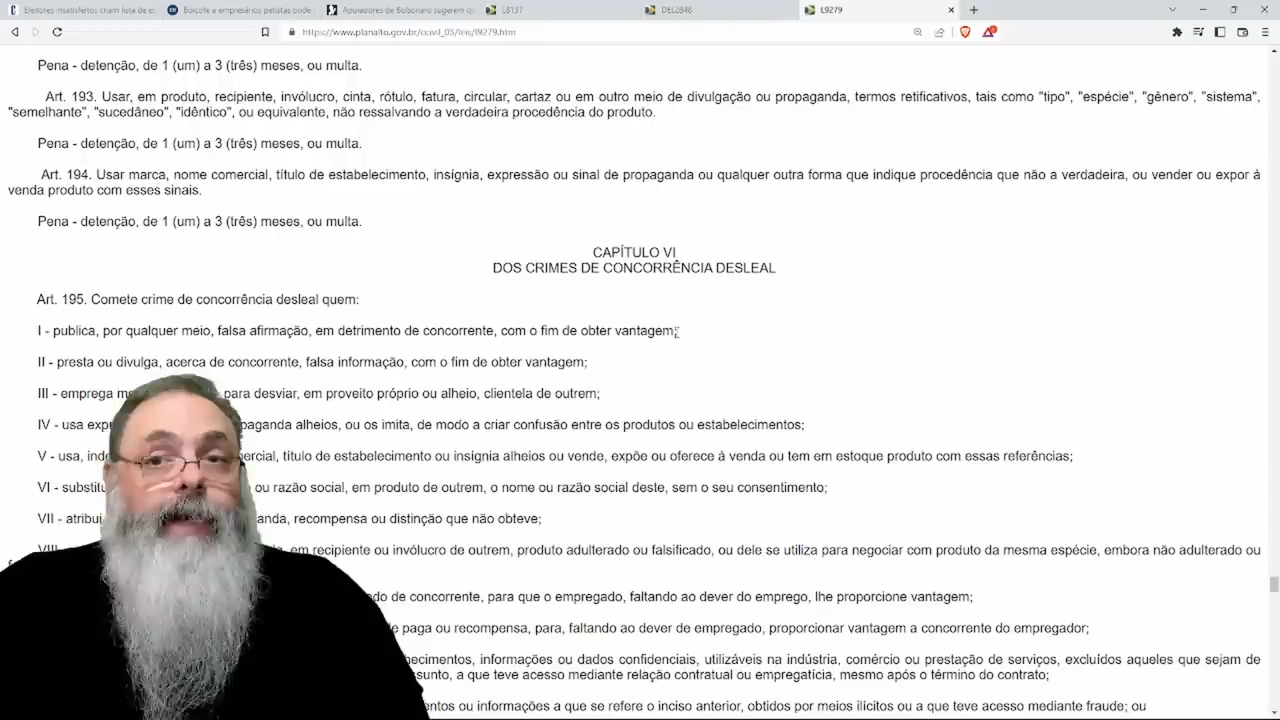 Eleitores insatisfeitos criam lista de es
Boicote a empresários petistas pode
Apoiadores de Bolsonaro sugerem qu
L8137
DEL2848
L9279
https://www.planalto.gov.br/ccivil_03/leis/l9279.htm
Pena - detenção, de 1 (um) a 3 (três) meses, ou multa.
Art. 193. Usar, em produto, recipiente, invólucro, cinta, rótulo, fatura, circular, cartaz ou em outro meio de divulgação ou propaganda, termos retificativos, tais como "tipo", "espécie", "gênero", "sistema",
"semelhante", "sucedâneo", "idêntico", ou equivalente, não ressalvando a verdadeira procedência do produto.
Pena - detenção, de 1 (um) a 3 (três) meses, ou multa.
Art. 194. Usar marca, nome comercial, título de estabelecimento, insígnia, expressão ou sinal de propaganda ou qualquer outra forma que indique procedência que não a verdadeira, ou vender ou expor à
venda produto com esses sinais.
Pena - detenção, de 1 (um) a 3 (três) meses, ou multa.
CAPÍTULO VI
DOS CRIMES DE CONCORRÊNCIA DESLEAL
Art. 195. Comete crime de concorrência desleal quem:
I - publica, por qualquer meio, falsa afirmação, em detrimento de concorrente, com o fim de obter vantagem;
II - presta ou divulga, acerca de concorrente, falsa informação, com o fim de obter vantagem;
III - emprega para desviar, em proveito próprio ou alheio, clientela de outrem;
IV - usa alheios, ou os imita, de modo a criar confusão entre os produtos ou estabelecimentos;
V - usa, título de estabelecimento ou insígnia alheios ou vende, expõe ou oferece à venda ou tem em estoque produto com essas referências;
VI - ou razão social, em produto de outrem, o nome ou razão social deste, sem o seu consentimento;
VII - recompensa ou distinção que não obteve;
VIII em recipiente ou invólucro de outrem, produto adulterado ou falsificado, ou dele se utiliza para negociar com produto da mesma espécie, embora não adulterado ou
de concorrente, para que o empregado, faltando ao dever do emprego, lhe proporcione vantagem;
paga ou recompensa, para, faltando ao dever de empregado, proporcionar vantagem a concorrente do empregador;
informações ou dados confidenciais, utilizáveis na indústria, comércio ou prestação de serviços, excluídos aqueles que sejam de
a que teve acesso mediante relação contratual ou empregatícia, mesmo após o término do contrato;
ou informações a que se refere o inciso anterior, obtidos por meios ilícitos ou a que teve acesso mediante fraude; ou